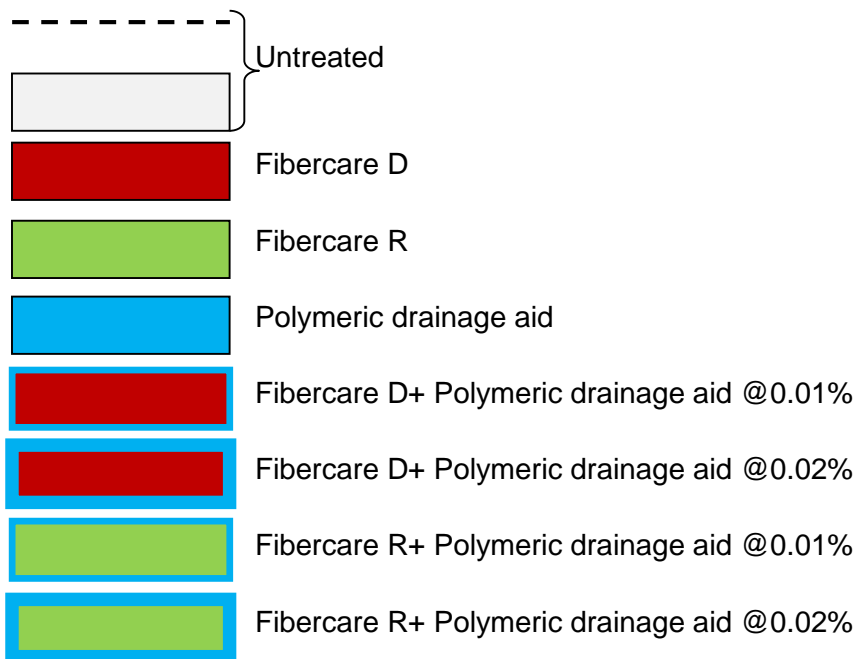 Untreated
Fibercare D
Fibercare R
Polymeric drainage aid
Fibercare D+ Polymeric drainage aid @0.01%
Fibercare D+ Polymeric drainage aid @0.02%
Fibercare R+ Polymeric drainage aid @0.01%
Fibercare R+ Polymeric drainage aid @0.02%